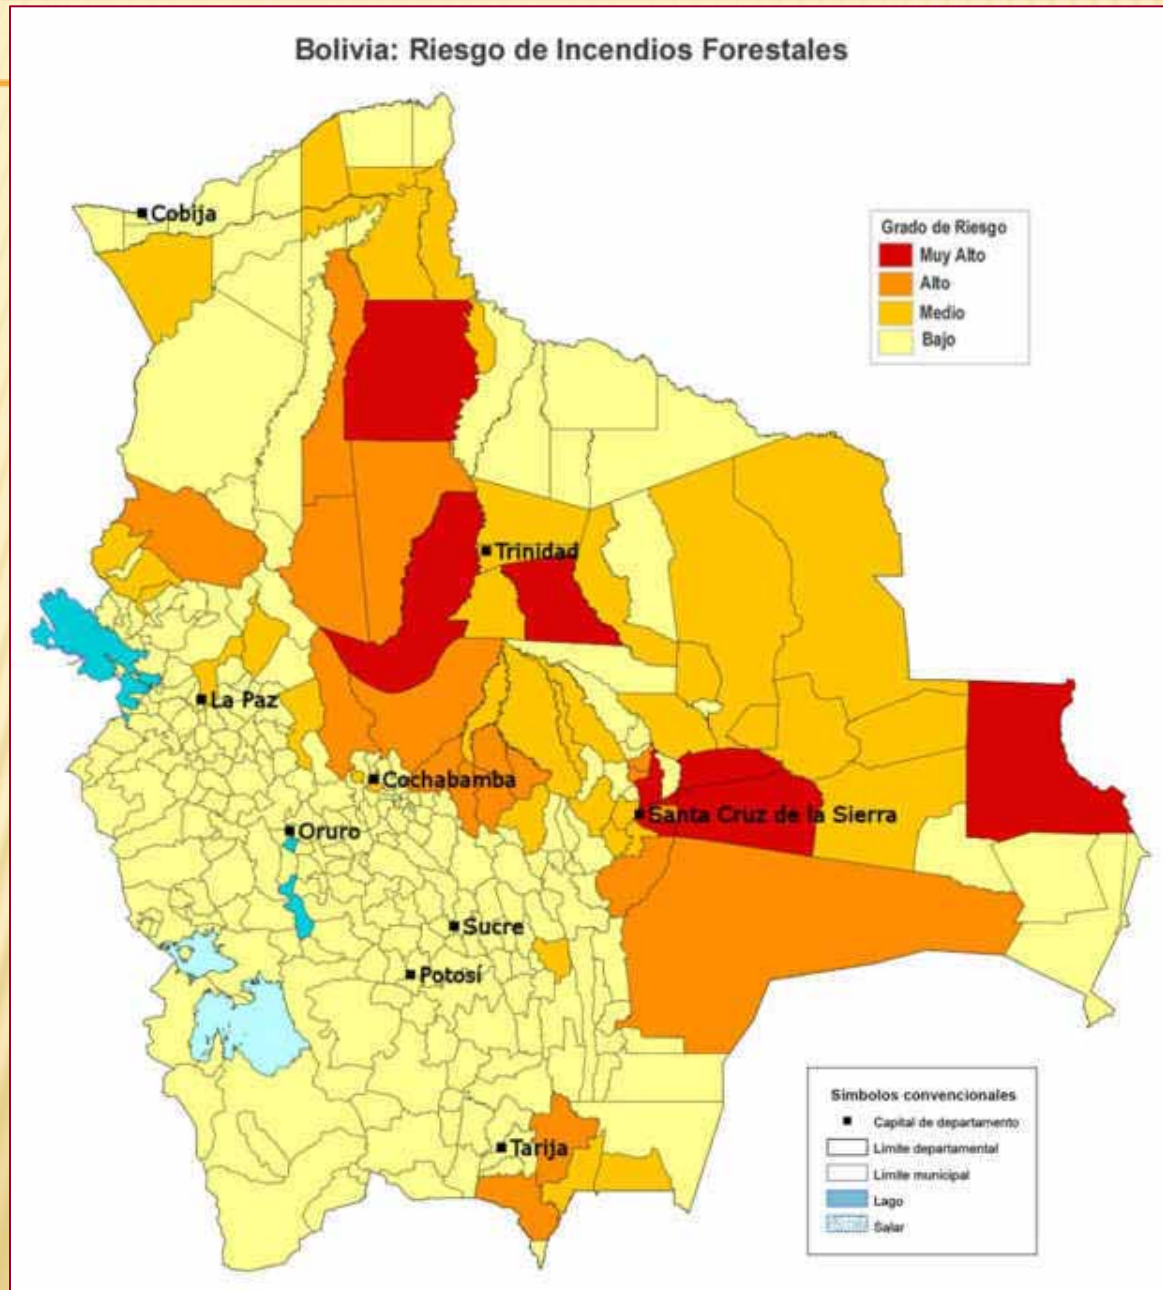 Bolivia: Riesgo de Incendios Forestales
Cobija
Grado de Riesgo
Muy Alto
Alto
Medio
Bajo
Trinidad
La Paz
Cochabamba
Santa Cruz de la Sierra
Oruro
Sucre
Potosí
Tarija
Simbolos convencionales
Capital de departamento
Limite departamental
Limite municipal
Lago
Salar